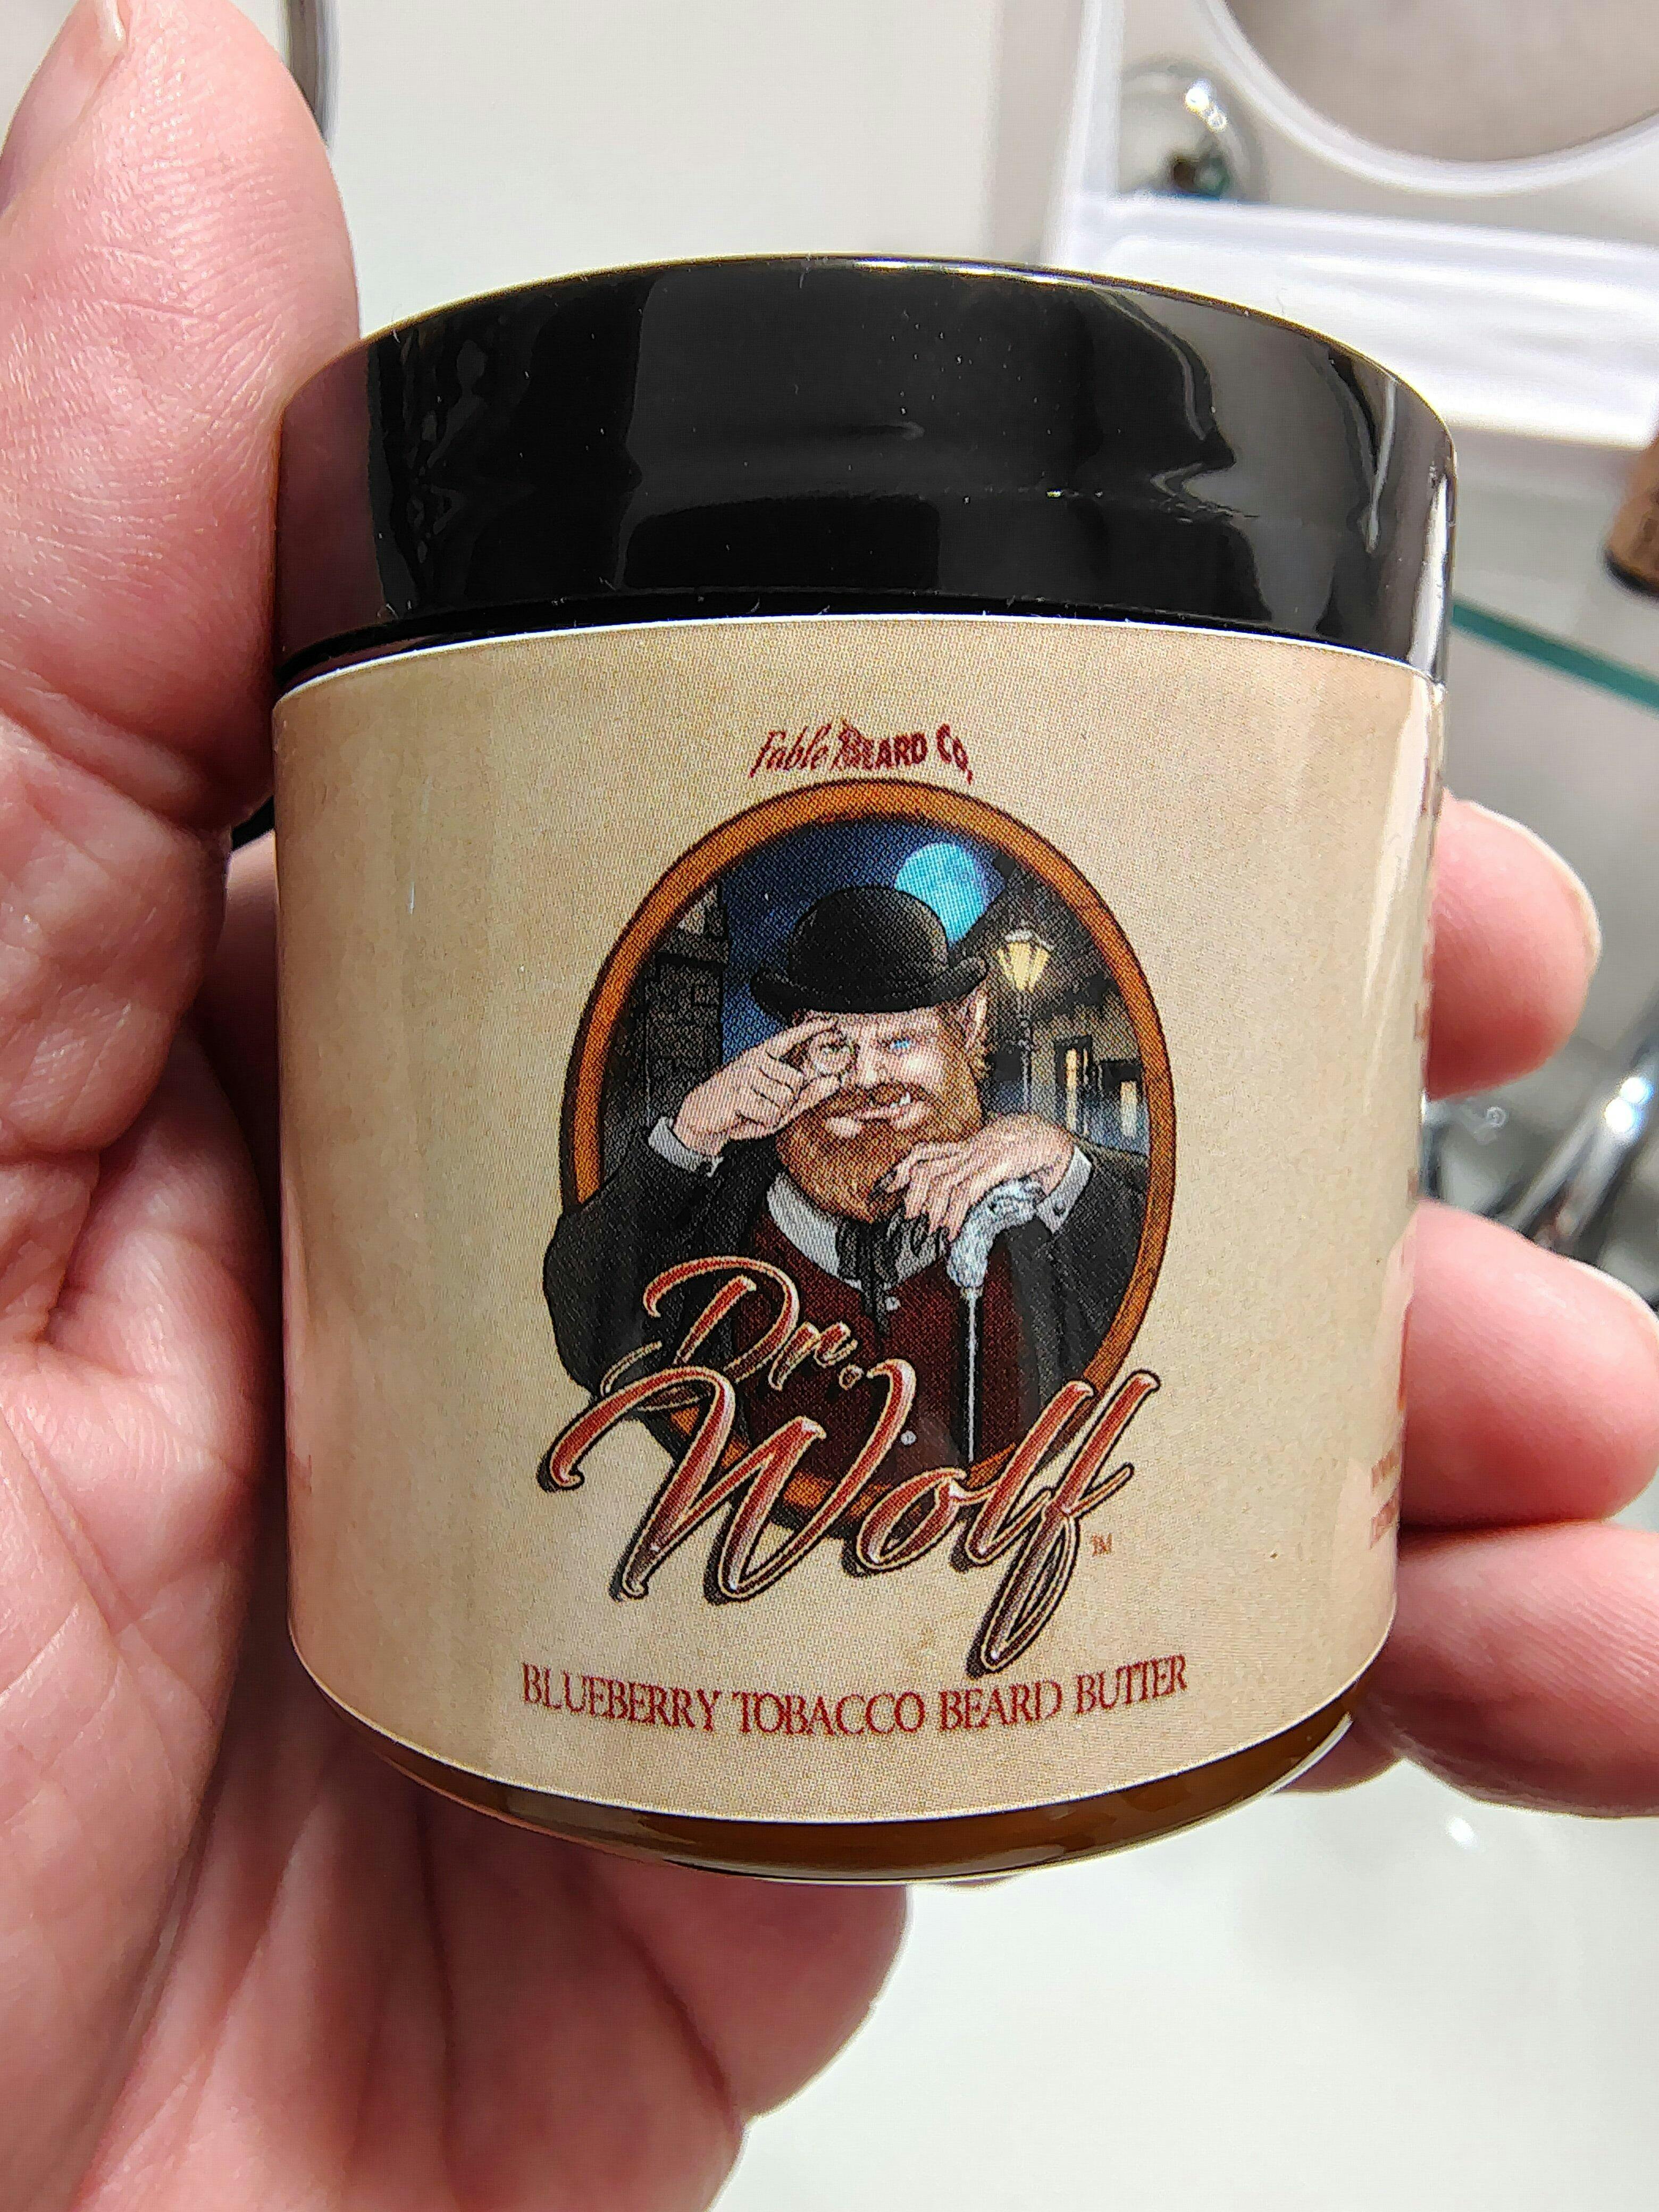 Fable BEARD CO.
Dr.
Wolf
TM
BLUEBERRY TOBACCO BEARD BUTTER